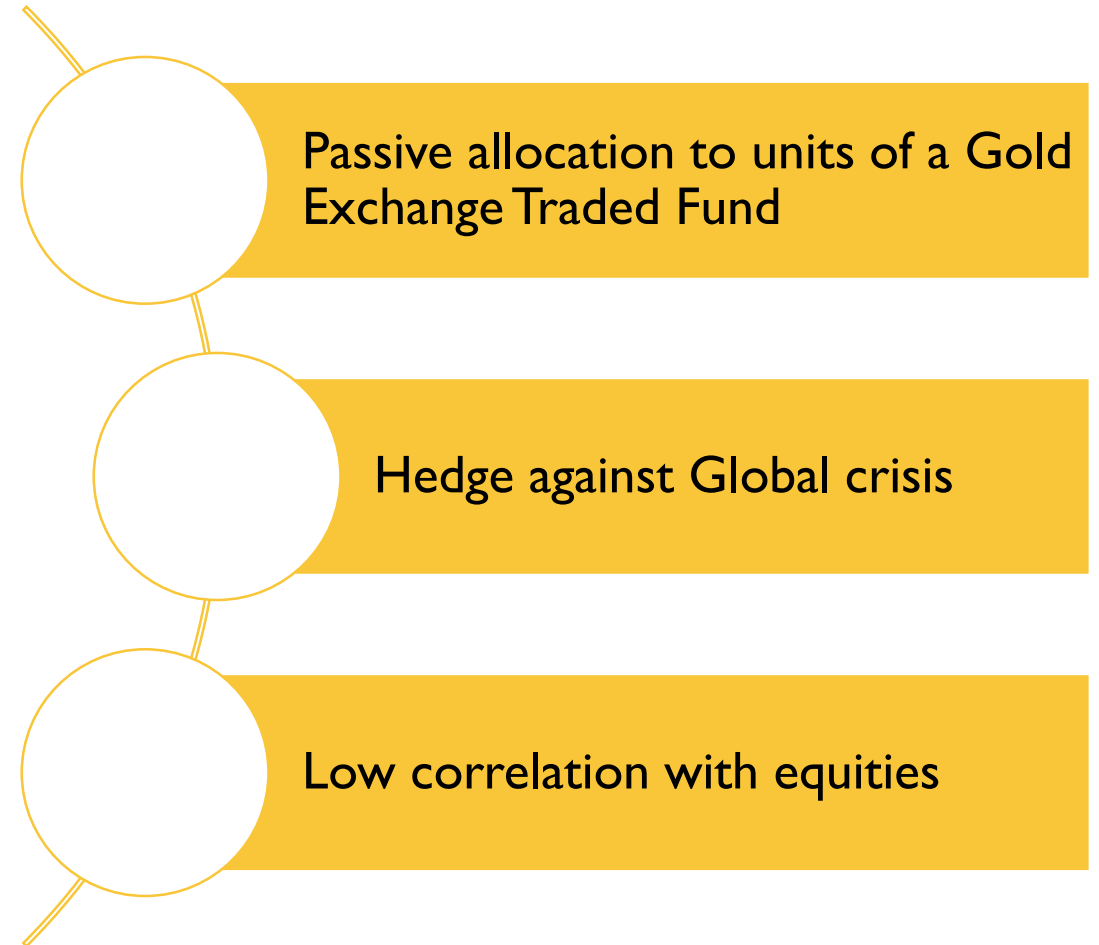 Passive allocation to units of a Gold
Exchange Traded Fund
Hedge against Global crisis
Low correlation with equities